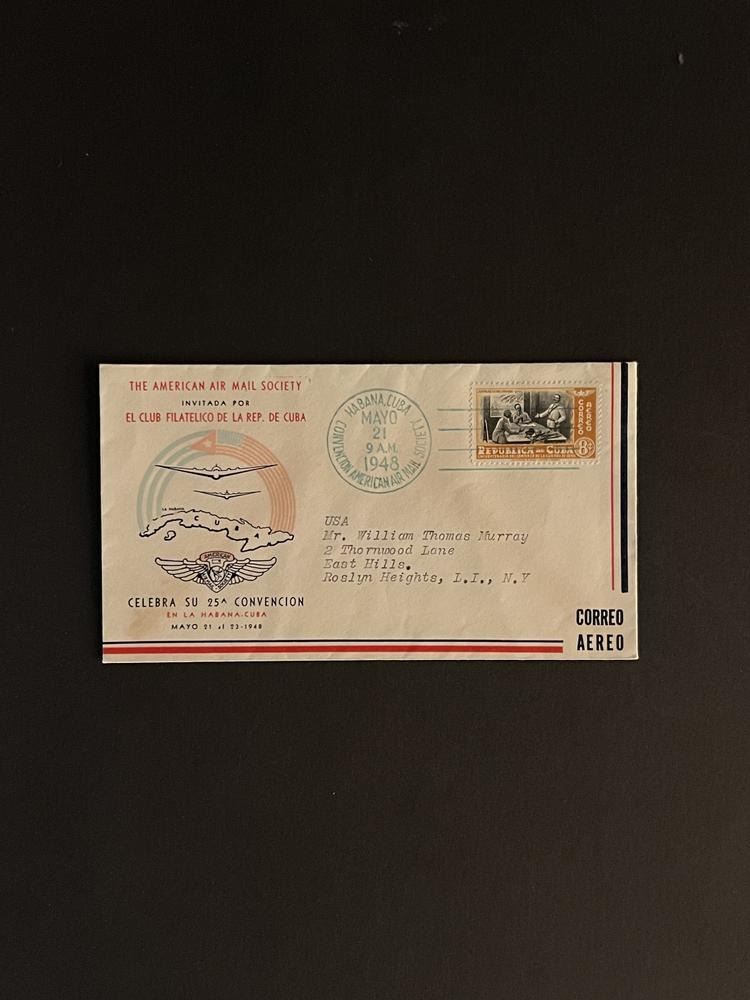 THE AMERICAN AIR MAIL SOCIETY
INVITADA POR
EL CLUB FILATELICO DE LA REP. DE CUBA
LA HABANA
CUBA
AMERICAN
CELEBRA SU 25ᴬ CONVENCION
EN LA HABANA-CUBA
MAYO 21 al 23-1948
HABANA, CUBA
MAYO
21
9 A.M.
1948
CONVENCION AMERICAN AIR MAIL SOCIETY
CORREO
AEREO
REPUBLICA DE CUBA
8¢
USA
Mr. William Thomas Murray
2 Thornwood Lane
East Hills.
Roslyn Heights, L.I., N.Y
CORREO
AEREO